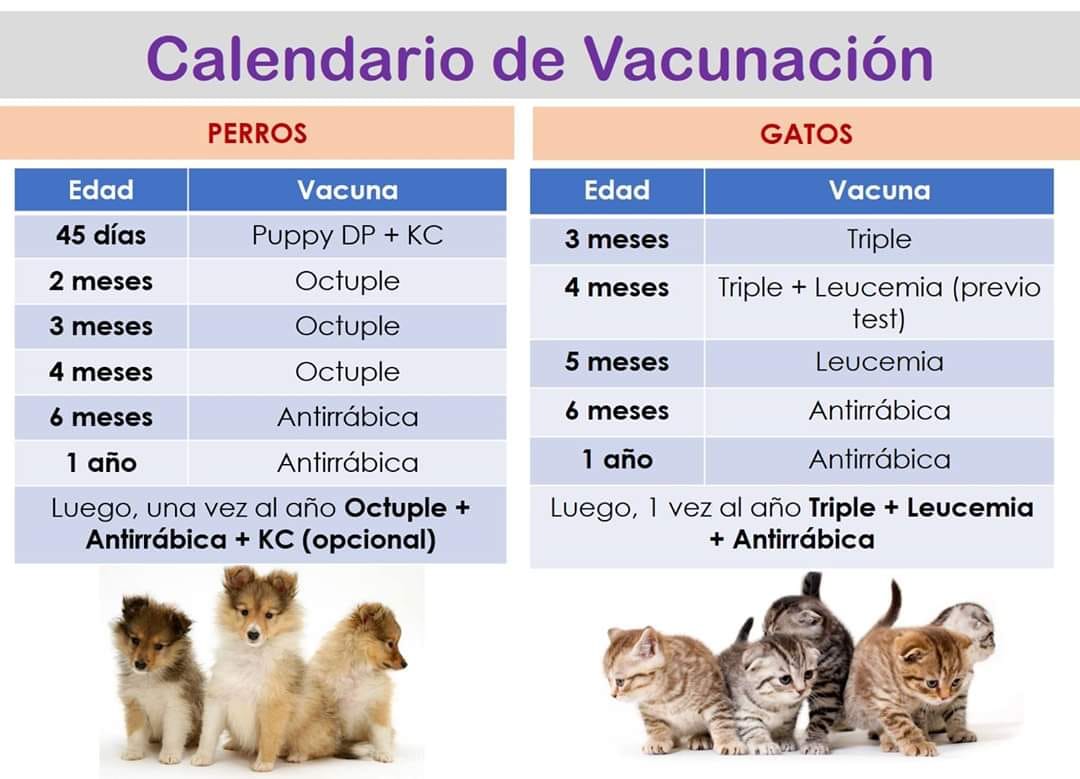 Calendario de Vacunación
PERROS
Edad Vacuna
45 días Puppy DP + KC
2 meses Octuple
3 meses Octuple
4 meses Octuple
6 meses Antirrábica
1 año Antirrábica
Luego, una vez al año Octuple +
Antirrábica + KC (opcional)
GATOS
Edad Vacuna
3 meses Triple
4 meses Triple + Leucemia (previo
test)
5 meses Leucemia
6 meses Antirrábica
1 año Antirrábica
Luego, 1 vez al año Triple + Leucemia
+ Antirrábica